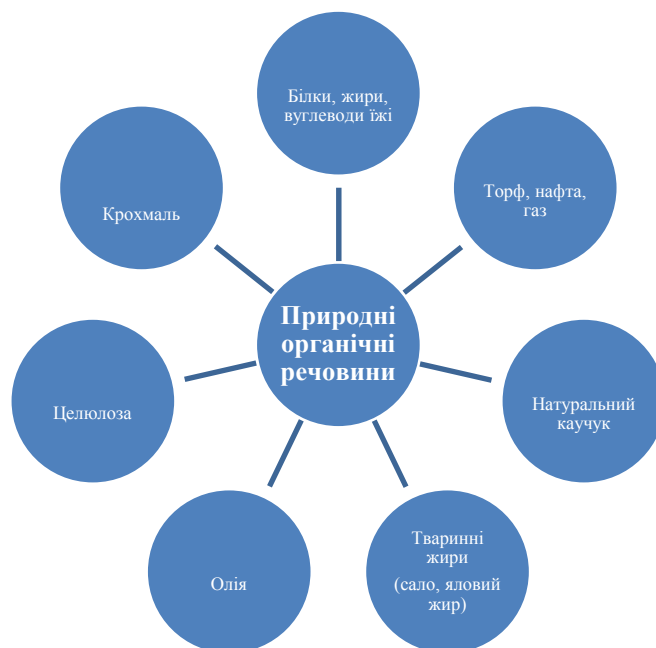 Білки, жири,
вуглеводи їжі
Торф, нафта,
газ
Натуральний
каучук
Тваринні
жири
(сало, яловий
жир)
Олія
Целюлоза
Крохмаль
Природні
органічні
речовини